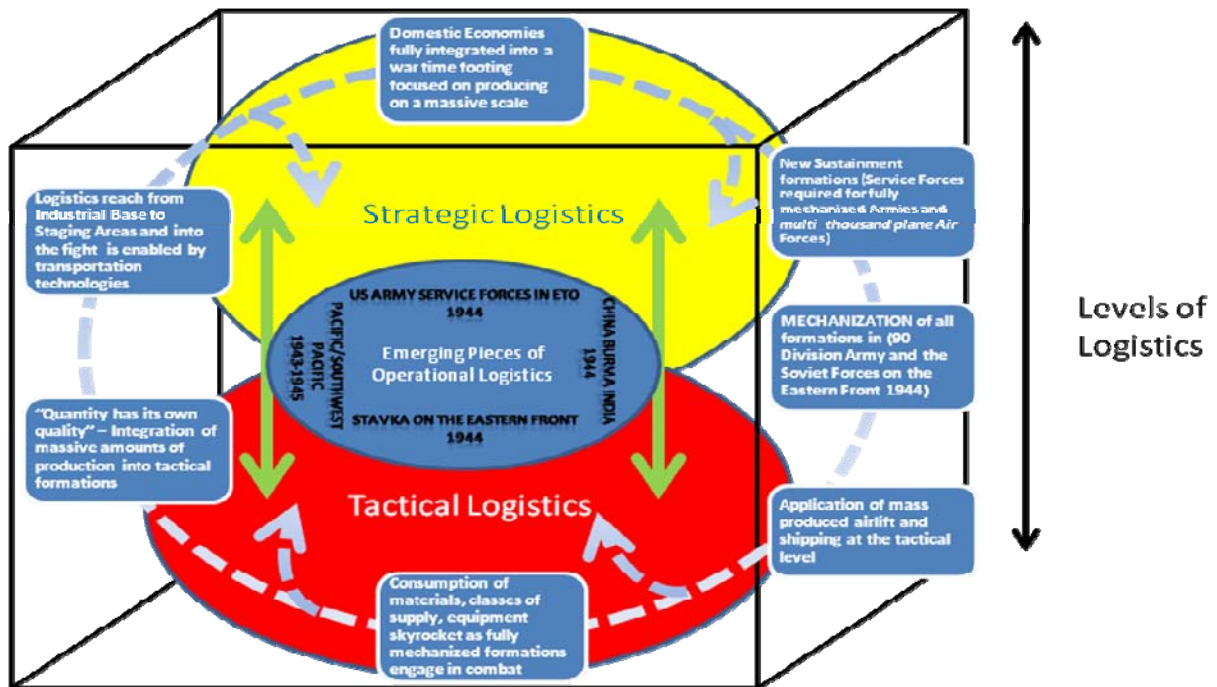 Domestic Economies
fully integrated into a
war time footing
focused on producing
on a massive scale
Logistics reach from
Industrial Base to
Staging Areas and into
the fight is enabled by
transportation
technologies
Strategic Logistics
New Sustainment
formations (Service Forces
required for fully
mechanized Armies and
multi thousand plane Air
Forces)
US ARMY SERVICE FORCES IN ETO
1944
PACIFIC/SOUTHWEST
PACIFIC
1943-1945
Emerging Pieces of
Operational Logistics
CHINA BURMA INDIA
1944
STAVKA ON THE EASTERN FRONT
1944
MECHANIZATION of all
formations in (90
Division Army and the
Soviet Forces on the
Eastern Front 1944)
Levels of
Logistics
“Quantity has its own
quality” – Integration of
massive amounts of
production into tactical
formations
Tactical Logistics
Application of mass
produced airlift and
shipping at the tactical
level
Consumption of
materials, classes of
supply, equipment
skyrocket as fully
mechanized formations
engage in combat